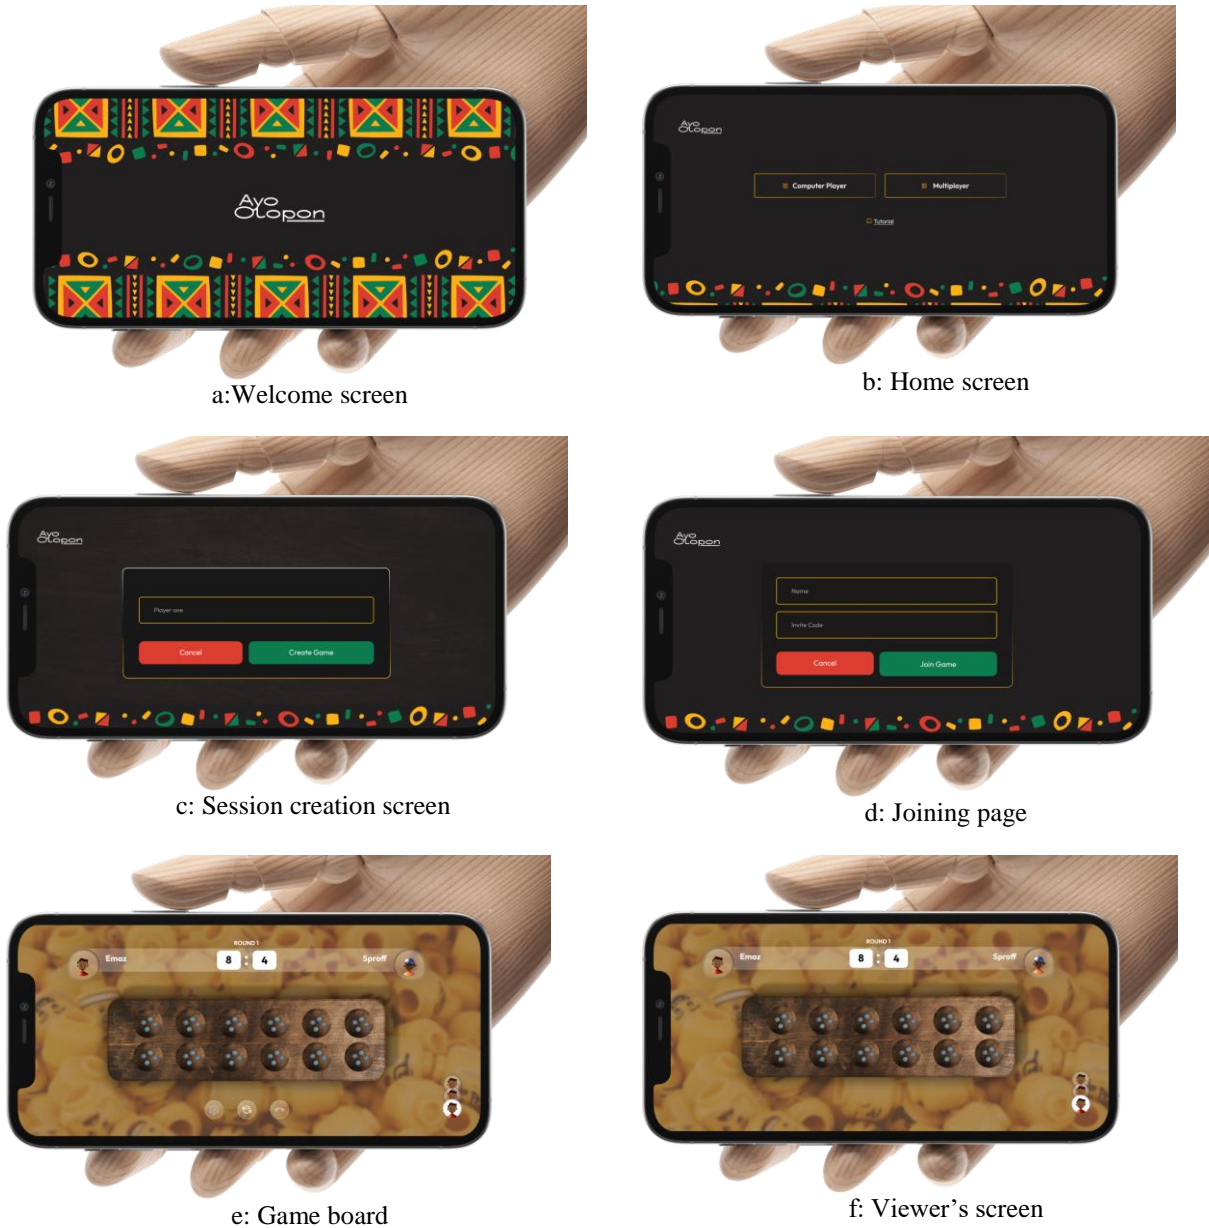 Ayo
Olopon
a:Welcome screen
Ayo
Olopon
Computer Player
Multiplayer
Tutorial
b: Home screen
Ayo
Olopon
Player one
Cancel
Create Game
c: Session creation screen
Ayo
Olopon
Name
Invite Code
Cancel
Join Game
d: Joining page
ROUND 1
Emaz
8 : 4
Sproff
e: Game board
ROUND 1
Emaz
8 : 4
Sproff
f: Viewer’s screen